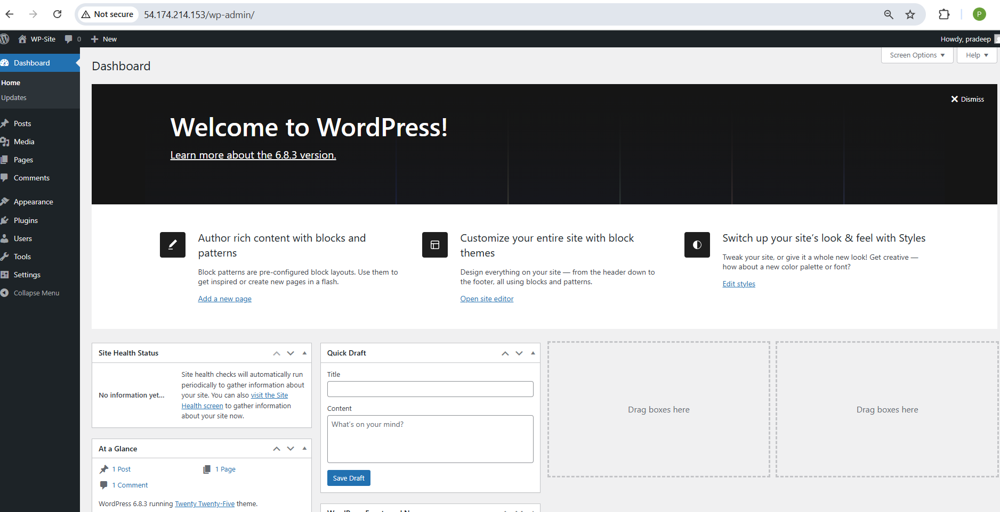 Not secure
54.174.214.153/wp-admin/
P
WP-Site
0
New
Howdy, pradeep
Dashboard
Home
Updates
Posts
Media
Pages
Comments
Appearance
Plugins
Users
Tools
Settings
Collapse Menu
Screen Options
Help
Dashboard
Dismiss
Welcome to WordPress!
Learn more about the 6.8.3 version.
Author rich content with blocks and
patterns
Block patterns are pre-configured block layouts. Use them to
get inspired or create new pages in a flash.
Add a new page
Customize your entire site with block
themes
Design everything on your site — from the header down to
the footer, all using blocks and patterns.
Open site editor
Switch up your site’s look & feel with Styles
Tweak your site, or give it a whole new look! Get creative —
how about a new color palette or font?
Edit styles
Site Health Status
No information yet…
Site health checks will automatically run
periodically to gather information about
your site. You can also visit the Site
Health screen to gather information
about your site now.
At a Glance
1 Post
1 Page
1 Comment
WordPress 6.8.3 running Twenty Twenty-Five theme.
Quick Draft
Title
Content
What’s on your mind?
Save Draft
Drag boxes here
Drag boxes here